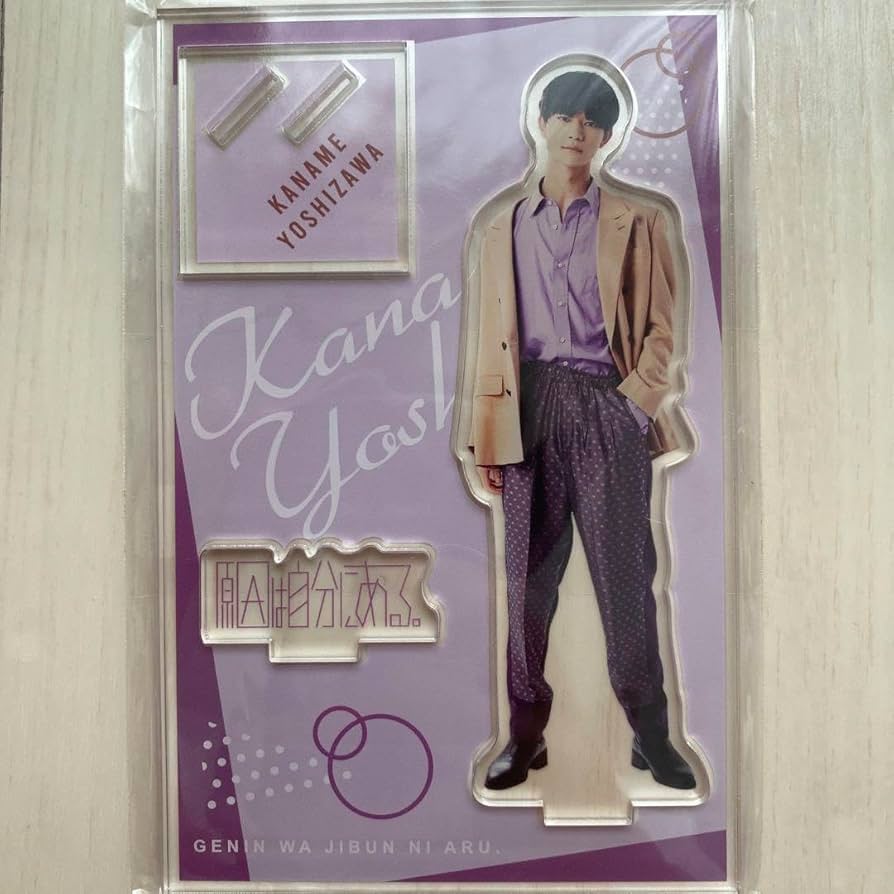 KANAME
YOSHIZAWA
Kana
Yosh
原因は自分にある。
GENIN WA JIBUN NI ARU.